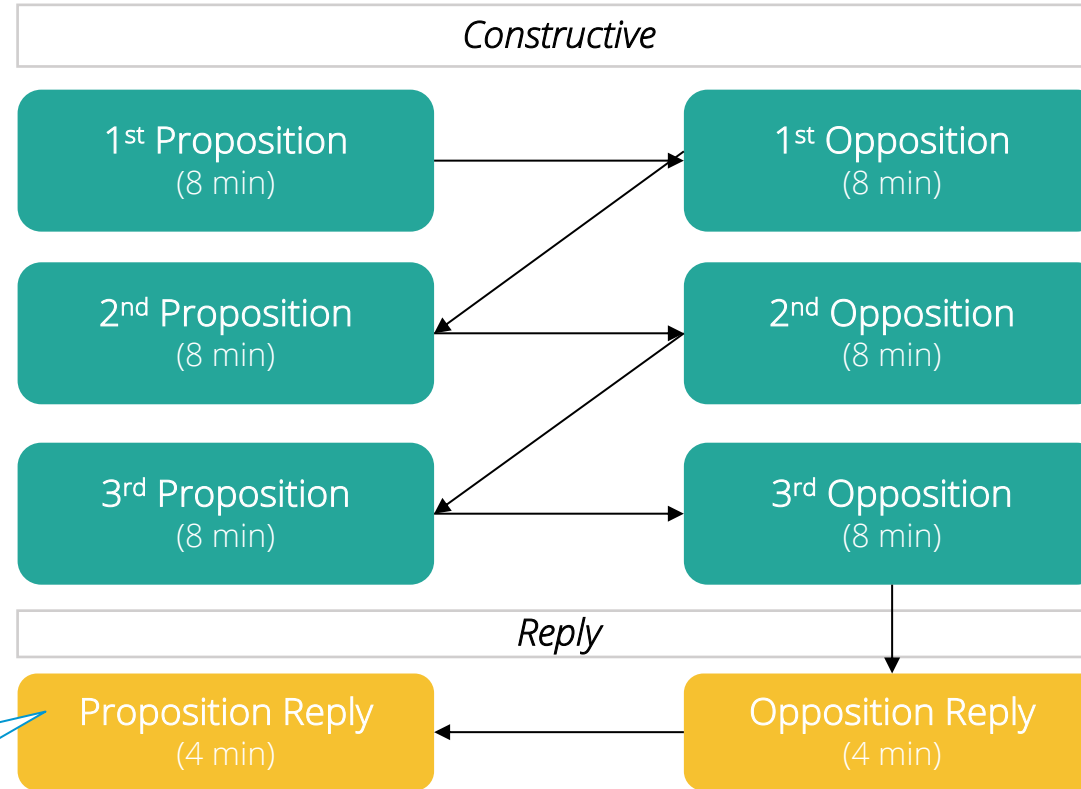 Constructive
1st Proposition
(8 min)
1st Opposition
(8 min)
2nd Proposition
(8 min)
2nd Opposition
(8 min)
3rd Proposition
(8 min)
3rd Opposition
(8 min)
Reply
Proposition Reply
(4 min)
Opposition Reply
(4 min)